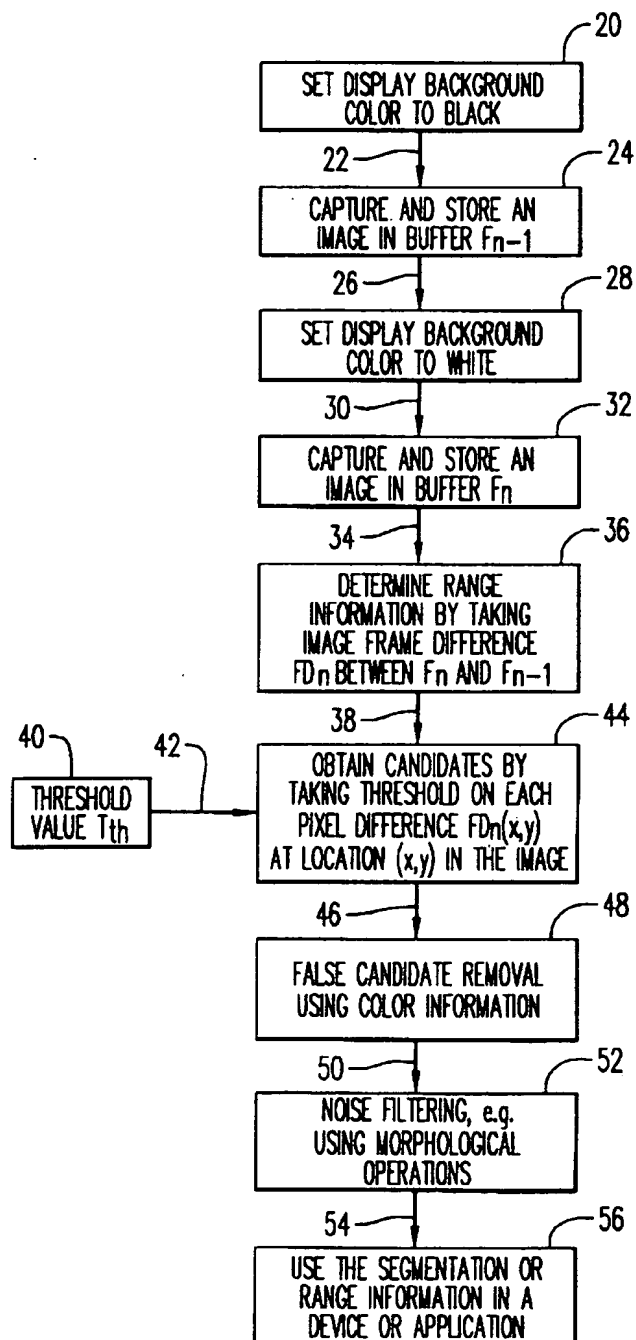 20
SET DISPLAY BACKGROUND
COLOR TO BLACK
22
24
CAPTURE AND STORE AN
IMAGE IN BUFFER Fn-1
26
28
SET DISPLAY BACKGROUND
COLOR TO WHITE
30
32
CAPTURE AND STORE AN
IMAGE IN BUFFER Fn
34
36
DETERMINE RANGE
INFORMATION BY TAKING
IMAGE FRAME DIFFERENCE
FDn BETWEEN Fn AND Fn-1
38
40
42
44
THRESHOLD
VALUE Tth
OBTAIN CANDIDATES BY
TAKING THRESHOLD ON EACH
PIXEL DIFFERENCE FDn(x,y)
AT LOCATION (x,y) IN THE IMAGE
46
48
FALSE CANDIDATE REMOVAL
USING COLOR INFORMATION
50
52
NOISE FILTERING, e.g.
USING MORPHOLOGICAL
OPERATIONS
54
56
USE THE SEGMENTATION OR
RANGE INFORMATION IN A
DEVICE OR APPLICATION